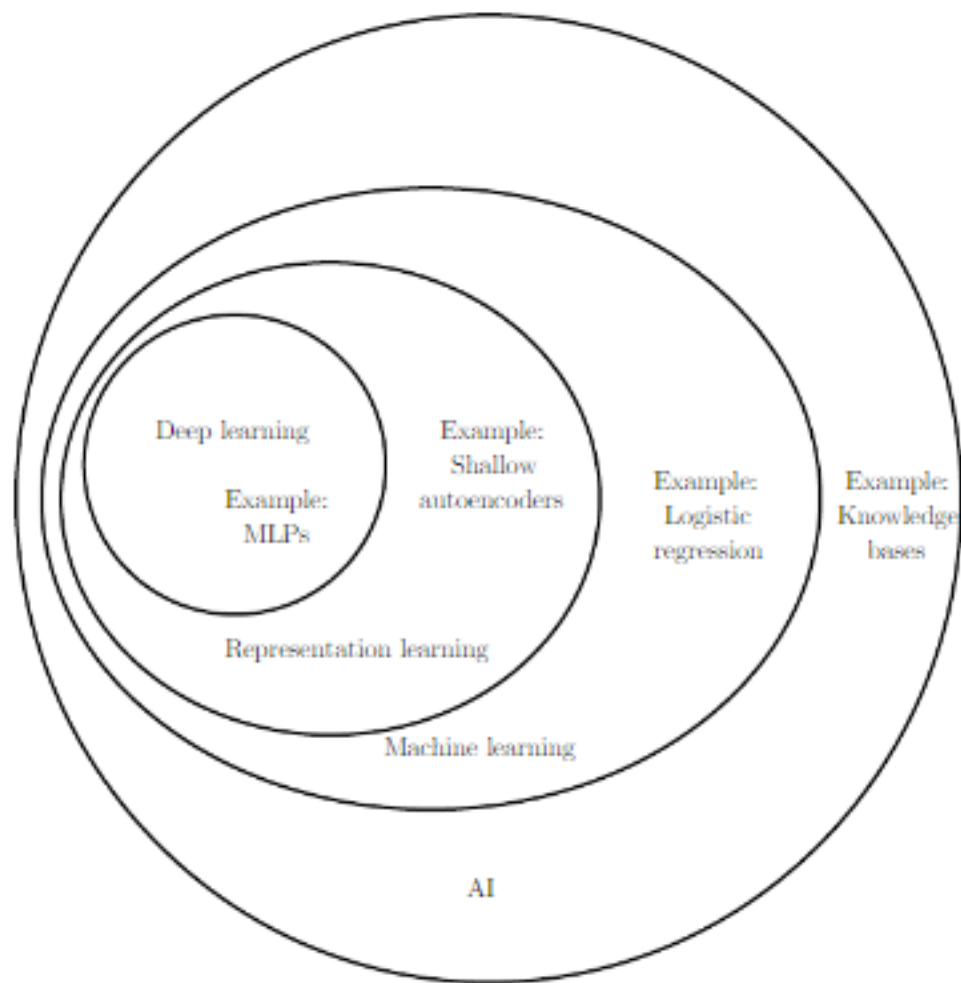 Deep learning
Example:
MLPs
Example:
Shallow
autoencoders
Example:
Logistic
regression
Example:
Knowledge
bases
Representation learning
Machine learning
AI